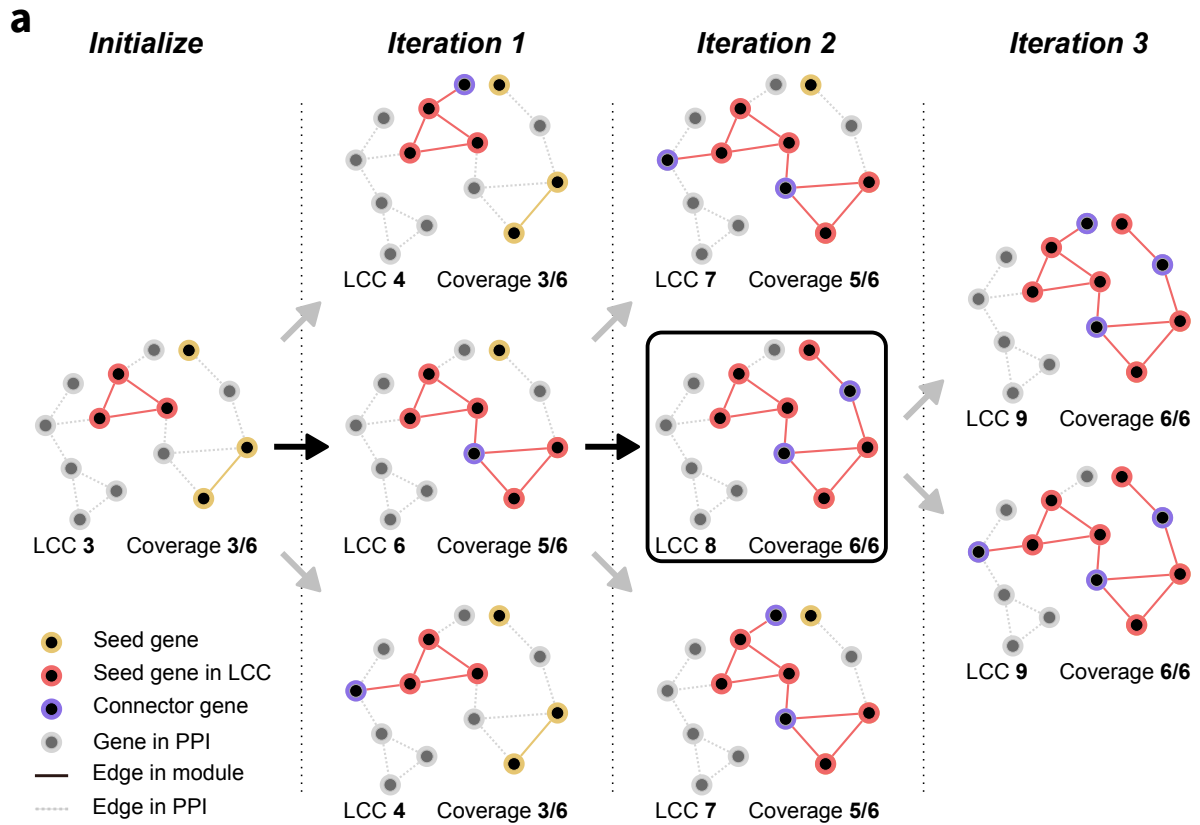 a
Initialize
Iteration 1
Iteration 2
Iteration 3
LCC 4 Coverage 3/6
LCC 7 Coverage 5/6
LCC 3 Coverage 3/6
LCC 6 Coverage 5/6
LCC 8 Coverage 6/6
LCC 9 Coverage 6/6
LCC 9 Coverage 6/6
LCC 4 Coverage 3/6
LCC 7 Coverage 5/6
Seed gene
Seed gene in LCC
Connector gene
Gene in PPI
Edge in module
Edge in PPI